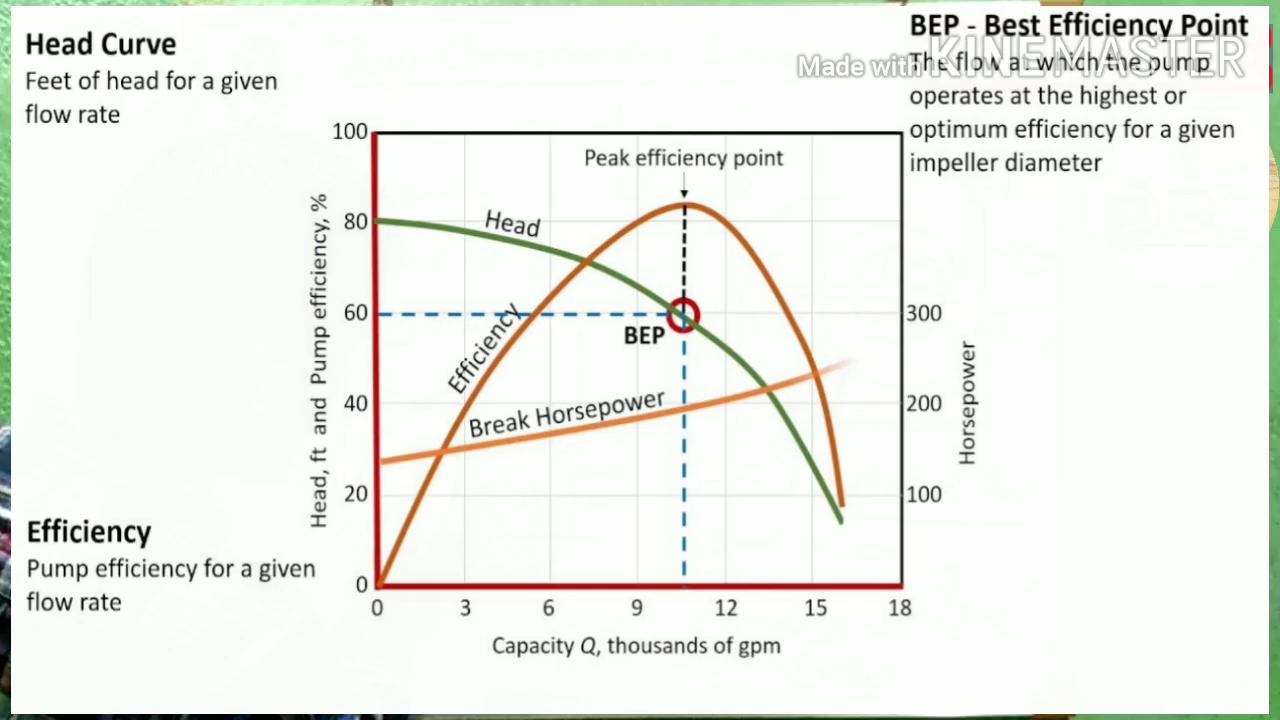 Head Curve
Feet of head for a given
flow rate
BEP - Best Efficiency Point
The flow at which the pump
operates at the highest or
optimum efficiency for a given
impeller diameter
Made with KINEMASTER
Peak efficiency point
100
80
60
40
20
0
Head, ft and Pump efficiency, %
Head
Efficiency
BEP
Break Horsepower
300
200
100
Horsepower
0 3 6 9 12 15 18
Capacity Q, thousands of gpm
Efficiency
Pump efficiency for a given
flow rate